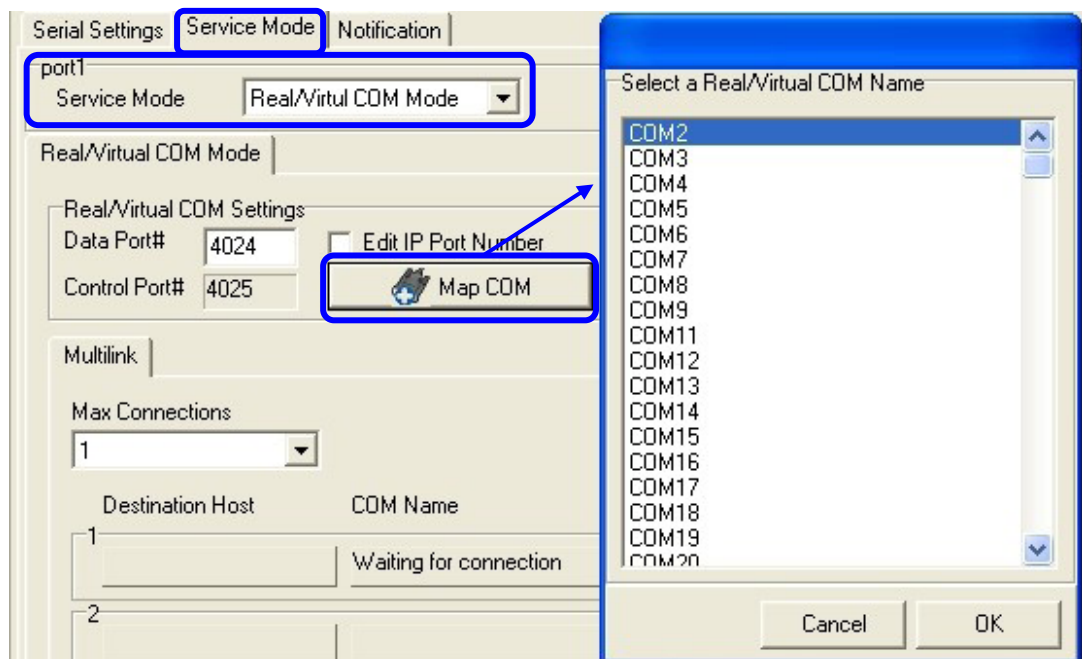 Serial Settings Service Mode Notification
port1
Service Mode Real/Virtul COM Mode
Real/Virtual COM Mode
Real/Virtual COM Settings
Data Port# 4024 Edit IP Port Number
Control Port# 4025 Map COM
Multilink
Max Connections
1
Destination Host COM Name
1
Waiting for connection
2
Select a Real/Virtual COM Name
COM2
COM3
COM4
COM5
COM6
COM7
COM8
COM9
COM11
COM12
COM13
COM14
COM15
COM16
COM17
COM18
COM19
COM20
Cancel OK